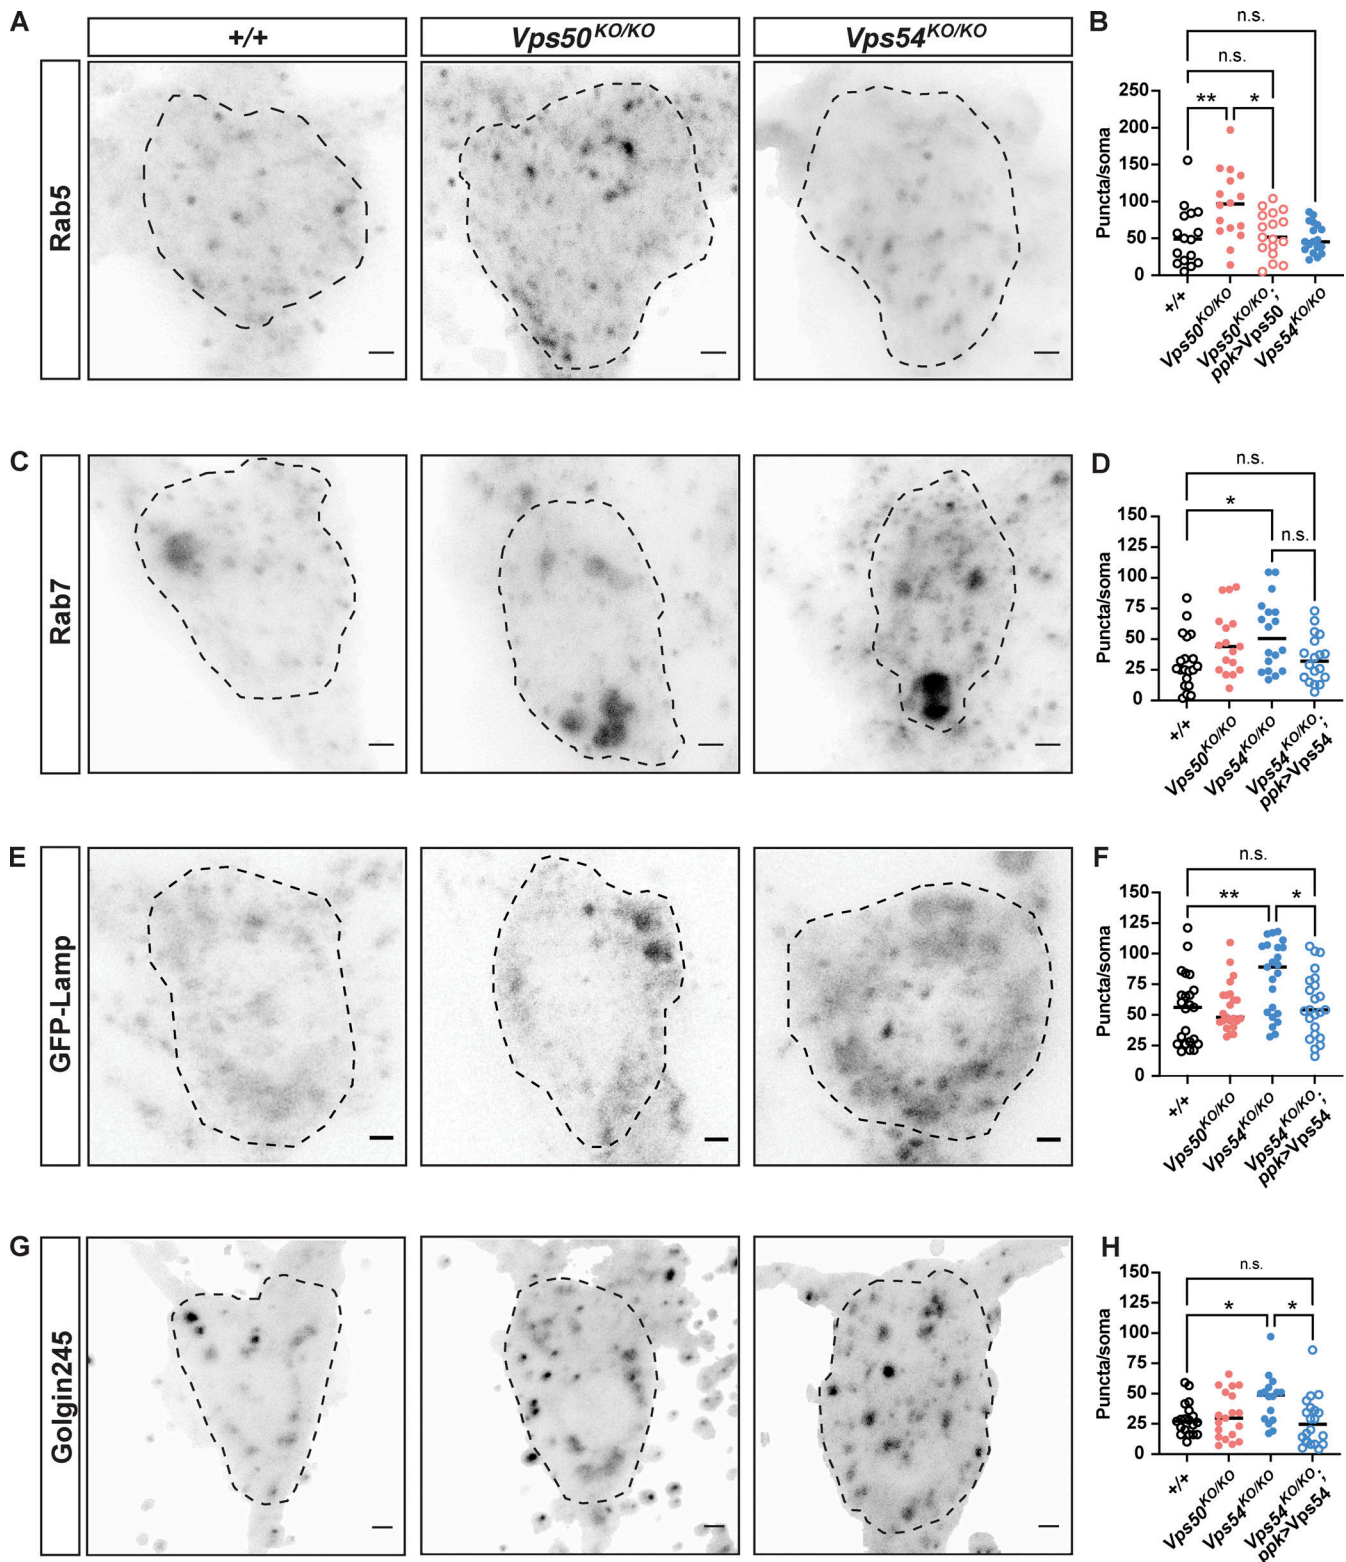 A
+/+
Vps50KO/KO
Vps54KO/KO
Rab5
B
n.s.
n.s.
** *
Puncta/soma
250
200
150
100
50
0
+/+
Vps50KO/KO
Vps50KO/KO;
ppk>Vps50
Vps54KO/KO
C
Rab7
D
n.s.
*
n.s.
Puncta/soma
150
125
100
75
50
25
0
+/+
Vps50KO/KO
Vps54KO/KO
Vps54KO/KO;
ppk>Vps54
E
GFP-Lamp
F
n.s.
** *
Puncta/soma
150
125
100
75
50
25
0
+/+
Vps50KO/KO
Vps54KO/KO
Vps54KO/KO;
ppk>Vps54
G
Golgin245
H
n.s.
* *
Puncta/soma
150
125
100
75
50
25
0
+/+
Vps50KO/KO
Vps54KO/KO
Vps54KO/KO;
ppk>Vps54